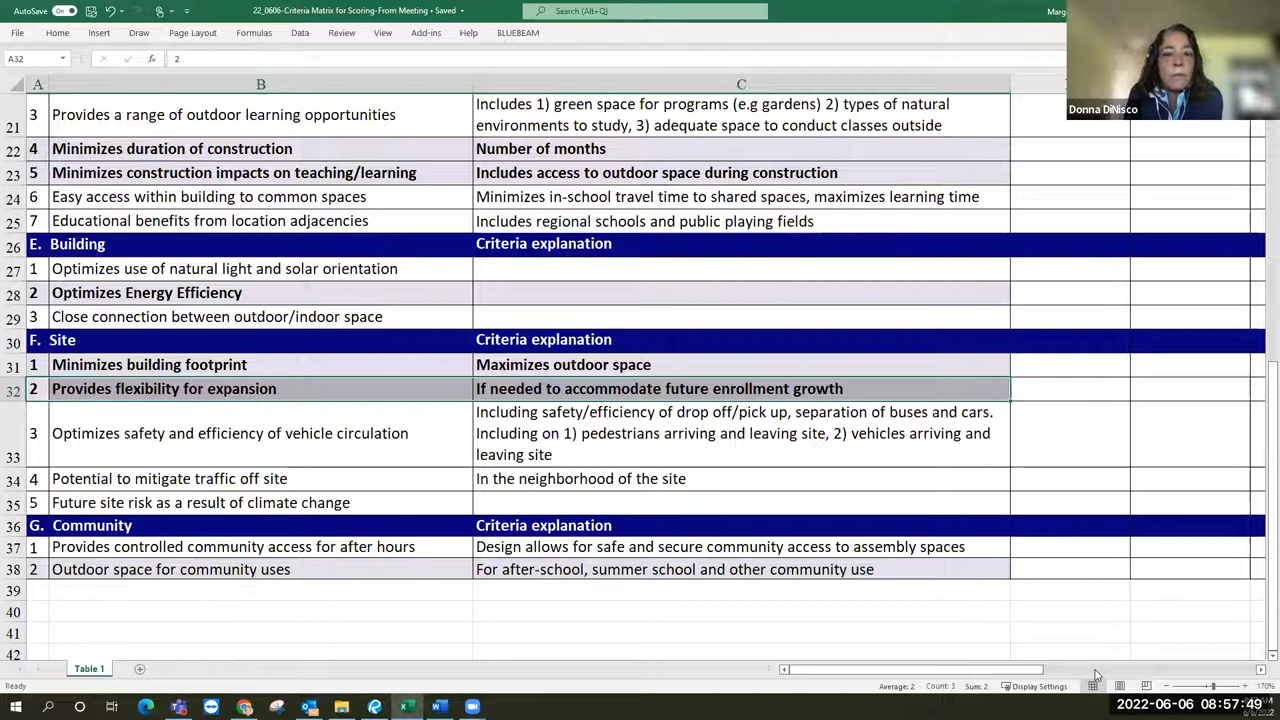 AutoSave On 22_0606-Criteria Matrix for Scoring-From Meeting • Saved Search (Alt+Q) Marg
File Home Insert Draw Page Layout Formulas Data Review View Add-ins Help BLUEBEAM
A32 fx 2
Donna DiNisco
A B C
21 3 Provides a range of outdoor learning opportunities Includes 1) green space for programs (e.g gardens) 2) types of natural
environments to study, 3) adequate space to conduct classes outside
22 4 Minimizes duration of construction Number of months
23 5 Minimizes construction impacts on teaching/learning Includes access to outdoor space during construction
24 6 Easy access within building to common spaces Minimizes in-school travel time to shared spaces, maximizes learning time
25 7 Educational benefits from location adjacencies Includes regional schools and public playing fields
26 E. Building Criteria explanation
27 1 Optimizes use of natural light and solar orientation
28 2 Optimizes Energy Efficiency
29 3 Close connection between outdoor/indoor space
30 F. Site Criteria explanation
31 1 Minimizes building footprint Maximizes outdoor space
32 2 Provides flexibility for expansion If needed to accommodate future enrollment growth
Including safety/efficiency of drop off/pick up, separation of buses and cars.
33 3 Optimizes safety and efficiency of vehicle circulation Including on 1) pedestrians arriving and leaving site, 2) vehicles arriving and
leaving site
34 4 Potential to mitigate traffic off site In the neighborhood of the site
35 5 Future site risk as a result of climate change
36 G. Community Criteria explanation
37 1 Provides controlled community access for after hours Design allows for safe and secure community access to assembly spaces
38 2 Outdoor space for community uses For after-school, summer school and other community use
39
40
41
42
Table 1
Ready Average: 2 Count: 3 Sum: 2 Display Settings 170%
2022-06-06 08:57:49